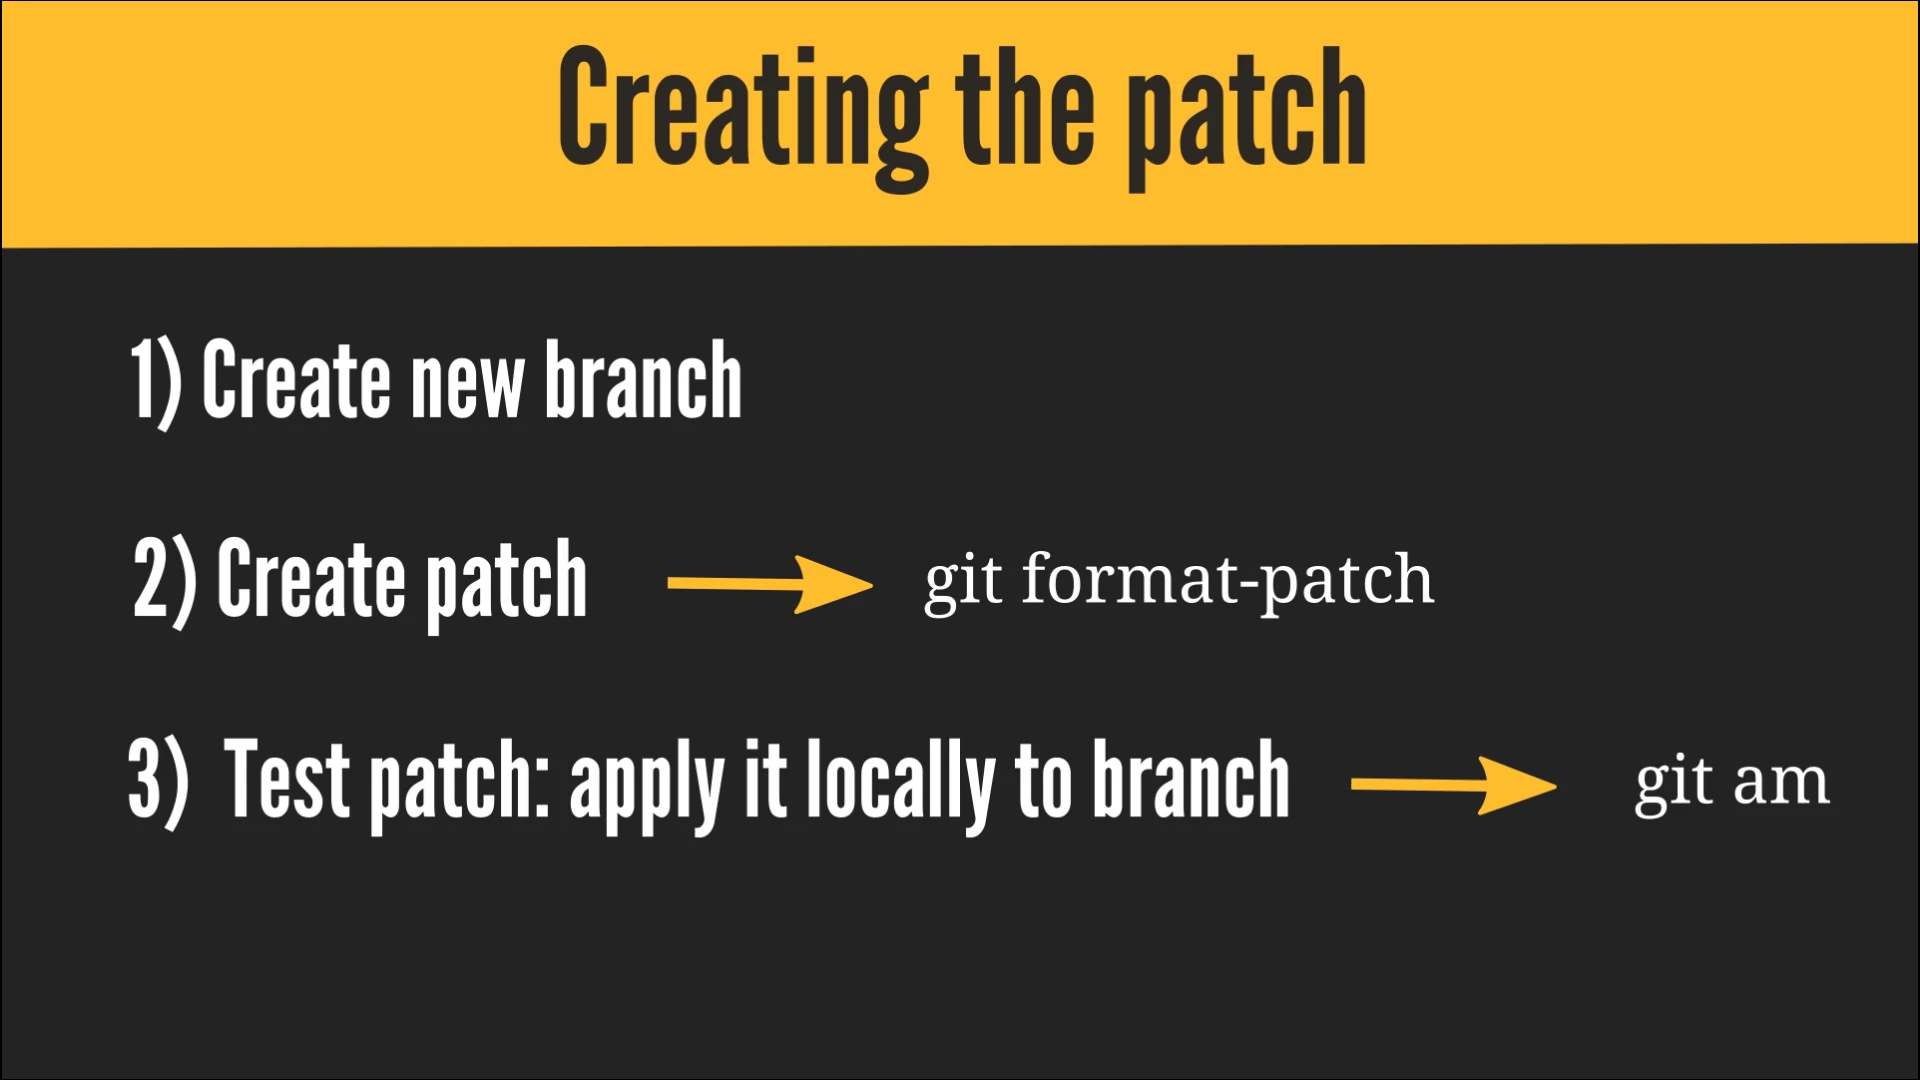 Creating the patch
1) Create new branch
2) Create patch git format-patch
3) Test patch: apply it locally to branch git am